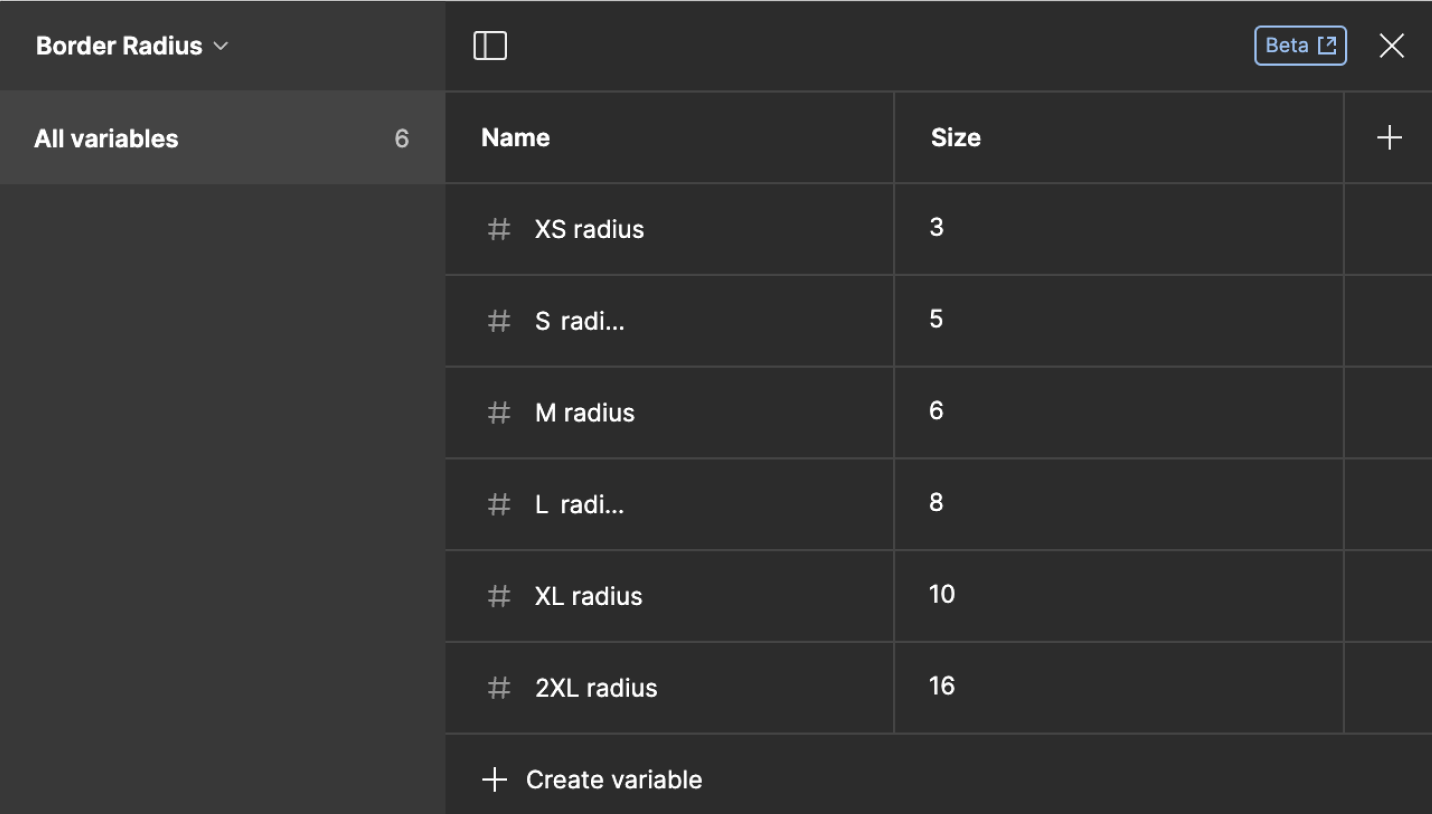 Border Radius
Beta
All variables 6
Name Size
XS radius 3
S radi... 5
M radius 6
L radi... 8
XL radius 10
2XL radius 16
Create variable